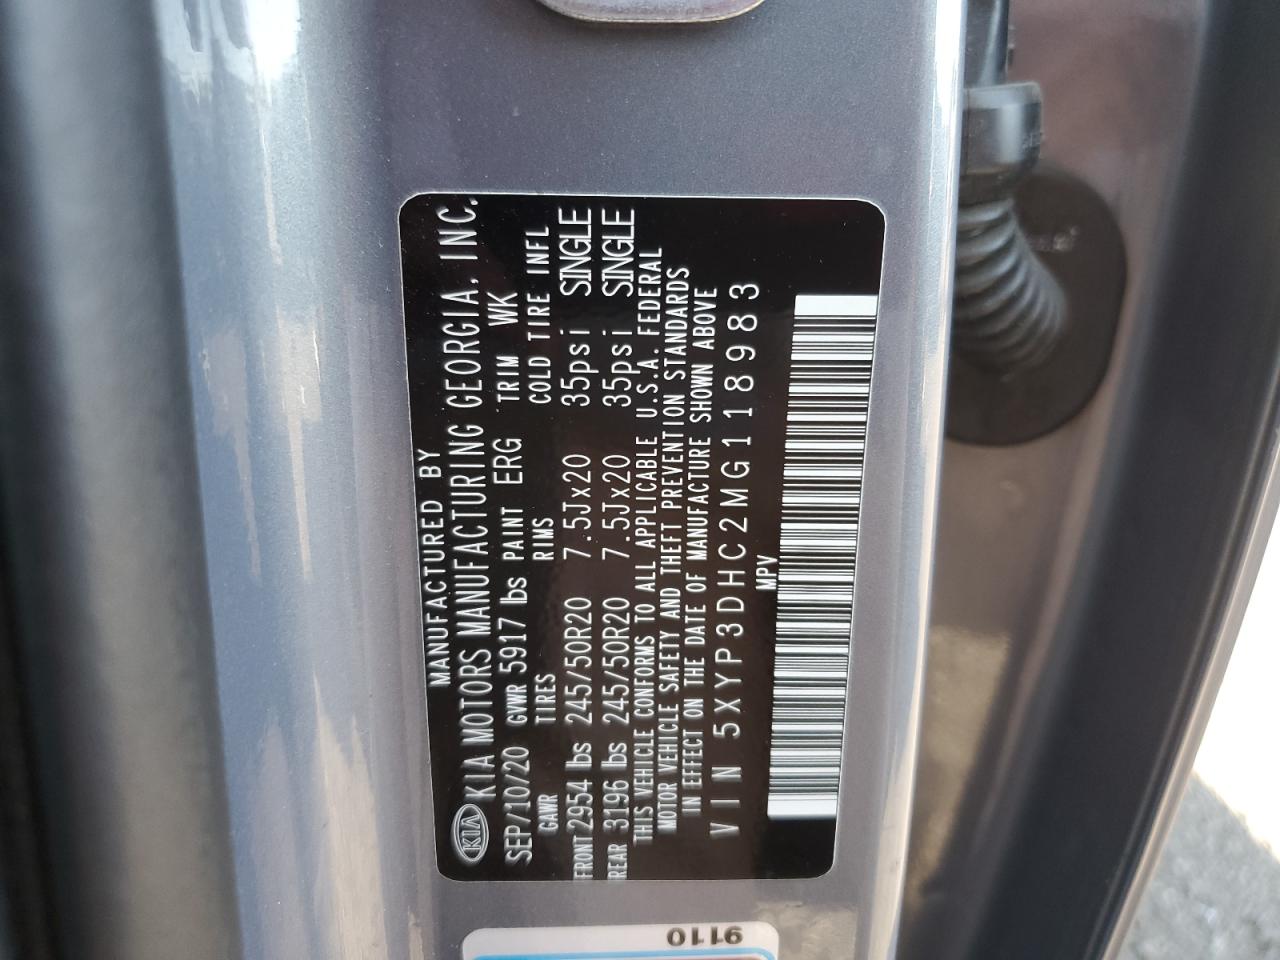 MANUFACTURED BY
KIA KIA MOTORS MANUFACTURING GEORGIA, INC.
SEP/10/20 GVWR 5917 lbs PAINT ERG TRIM WK
GAWR TIRES RIMS COLD TIRE INFL
FRONT 2954 lbs 245/50R20 7.5Jx20 35psi SINGLE
REAR 3196 lbs 245/50R20 7.5Jx20 35psi SINGLE
THIS VEHICLE CONFORMS TO ALL APPLICABLE U.S.A. FEDERAL
MOTOR VEHICLE SAFETY AND THEFT PREVENTION STANDARDS
IN EFFECT ON THE DATE OF MANUFACTURE SHOWN ABOVE
VIN 5XYP3DHC2MG118983
MPV
9110